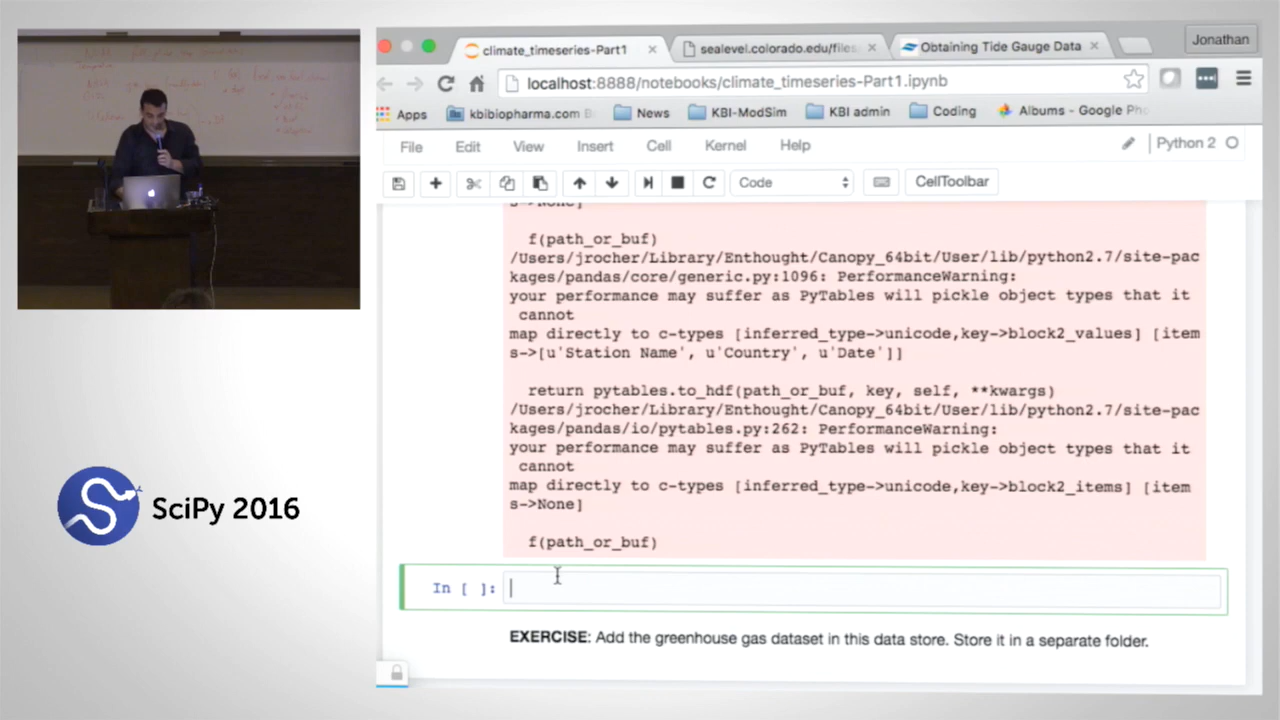 Jonathan
climate_timeseries-Part1
sealevel.colorado.edu/files
Obtaining Tide Gauge Data
localhost:8888/notebooks/climate_timeseries-Part1.ipynb
Apps
kbibiopharma.com
News
KBI-ModSim
KBI admin
Coding
Albums - Google Pho
File Edit View Insert Cell Kernel Help
Python 2
Code
CellToolbar
s->None]
f(path_or_buf)
/Users/jrocher/Library/Enthought/Canopy_64bit/User/lib/python2.7/site-pac
kages/pandas/core/generic.py:1096: PerformanceWarning:
your performance may suffer as PyTables will pickle object types that it
cannot
map directly to c-types [inferred_type->unicode,key->block2_values] [item
s->[u'Station Name', u'Country', u'Date']]
return pytables.to_hdf(path_or_buf, key, self, **kwargs)
/Users/jrocher/Library/Enthought/Canopy_64bit/User/lib/python2.7/site-pac
kages/pandas/io/pytables.py:262: PerformanceWarning:
your performance may suffer as PyTables will pickle object types that it
cannot
map directly to c-types [inferred_type->unicode,key->block2_items] [item
s->None]
f(path_or_buf)
In [ ]:
EXERCISE: Add the greenhouse gas dataset in this data store. Store it in a separate folder.
SciPy 2016